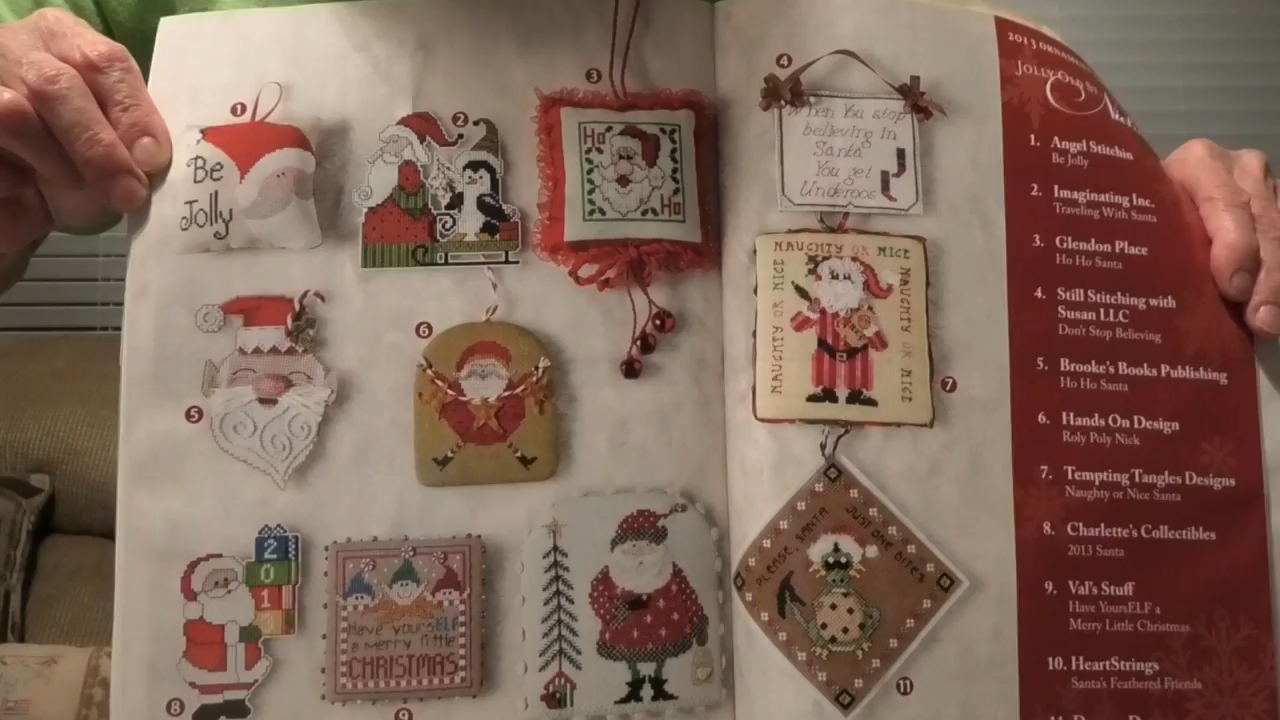 1
Be
Jolly
2
3
Ho
Ho
4
When You stop
believing in
Santa
You get
Underoos
5
6
NAUGHTY OR NICE
NAUGHTY OR NICE
NAUGHTY OR NICE
7
2
0
1
8
Have yoursELF
a merry little
CHRISTMAS
9
PLEASE, SANTA
JUST ONE BITE?
11
2013 ORNAME
JOLLY OLD ST.
1. Angel Stitchin
Be Jolly
2. Imaginating Inc.
Traveling With Santa
3. Glendon Place
Ho Ho Santa
4. Still Stitching with
Susan LLC
Don't Stop Believing
5. Brooke's Books Publishing
Ho Ho Santa
6. Hands On Design
Roly Poly Nick
7. Tempting Tangles Designs
Naughty or Nice Santa
8. Charlette's Collectibles
2013 Santa
9. Val's Stuff
Have YoursELF a
Merry Little Christmas
10. HeartStrings
Santa's Feathered Friends